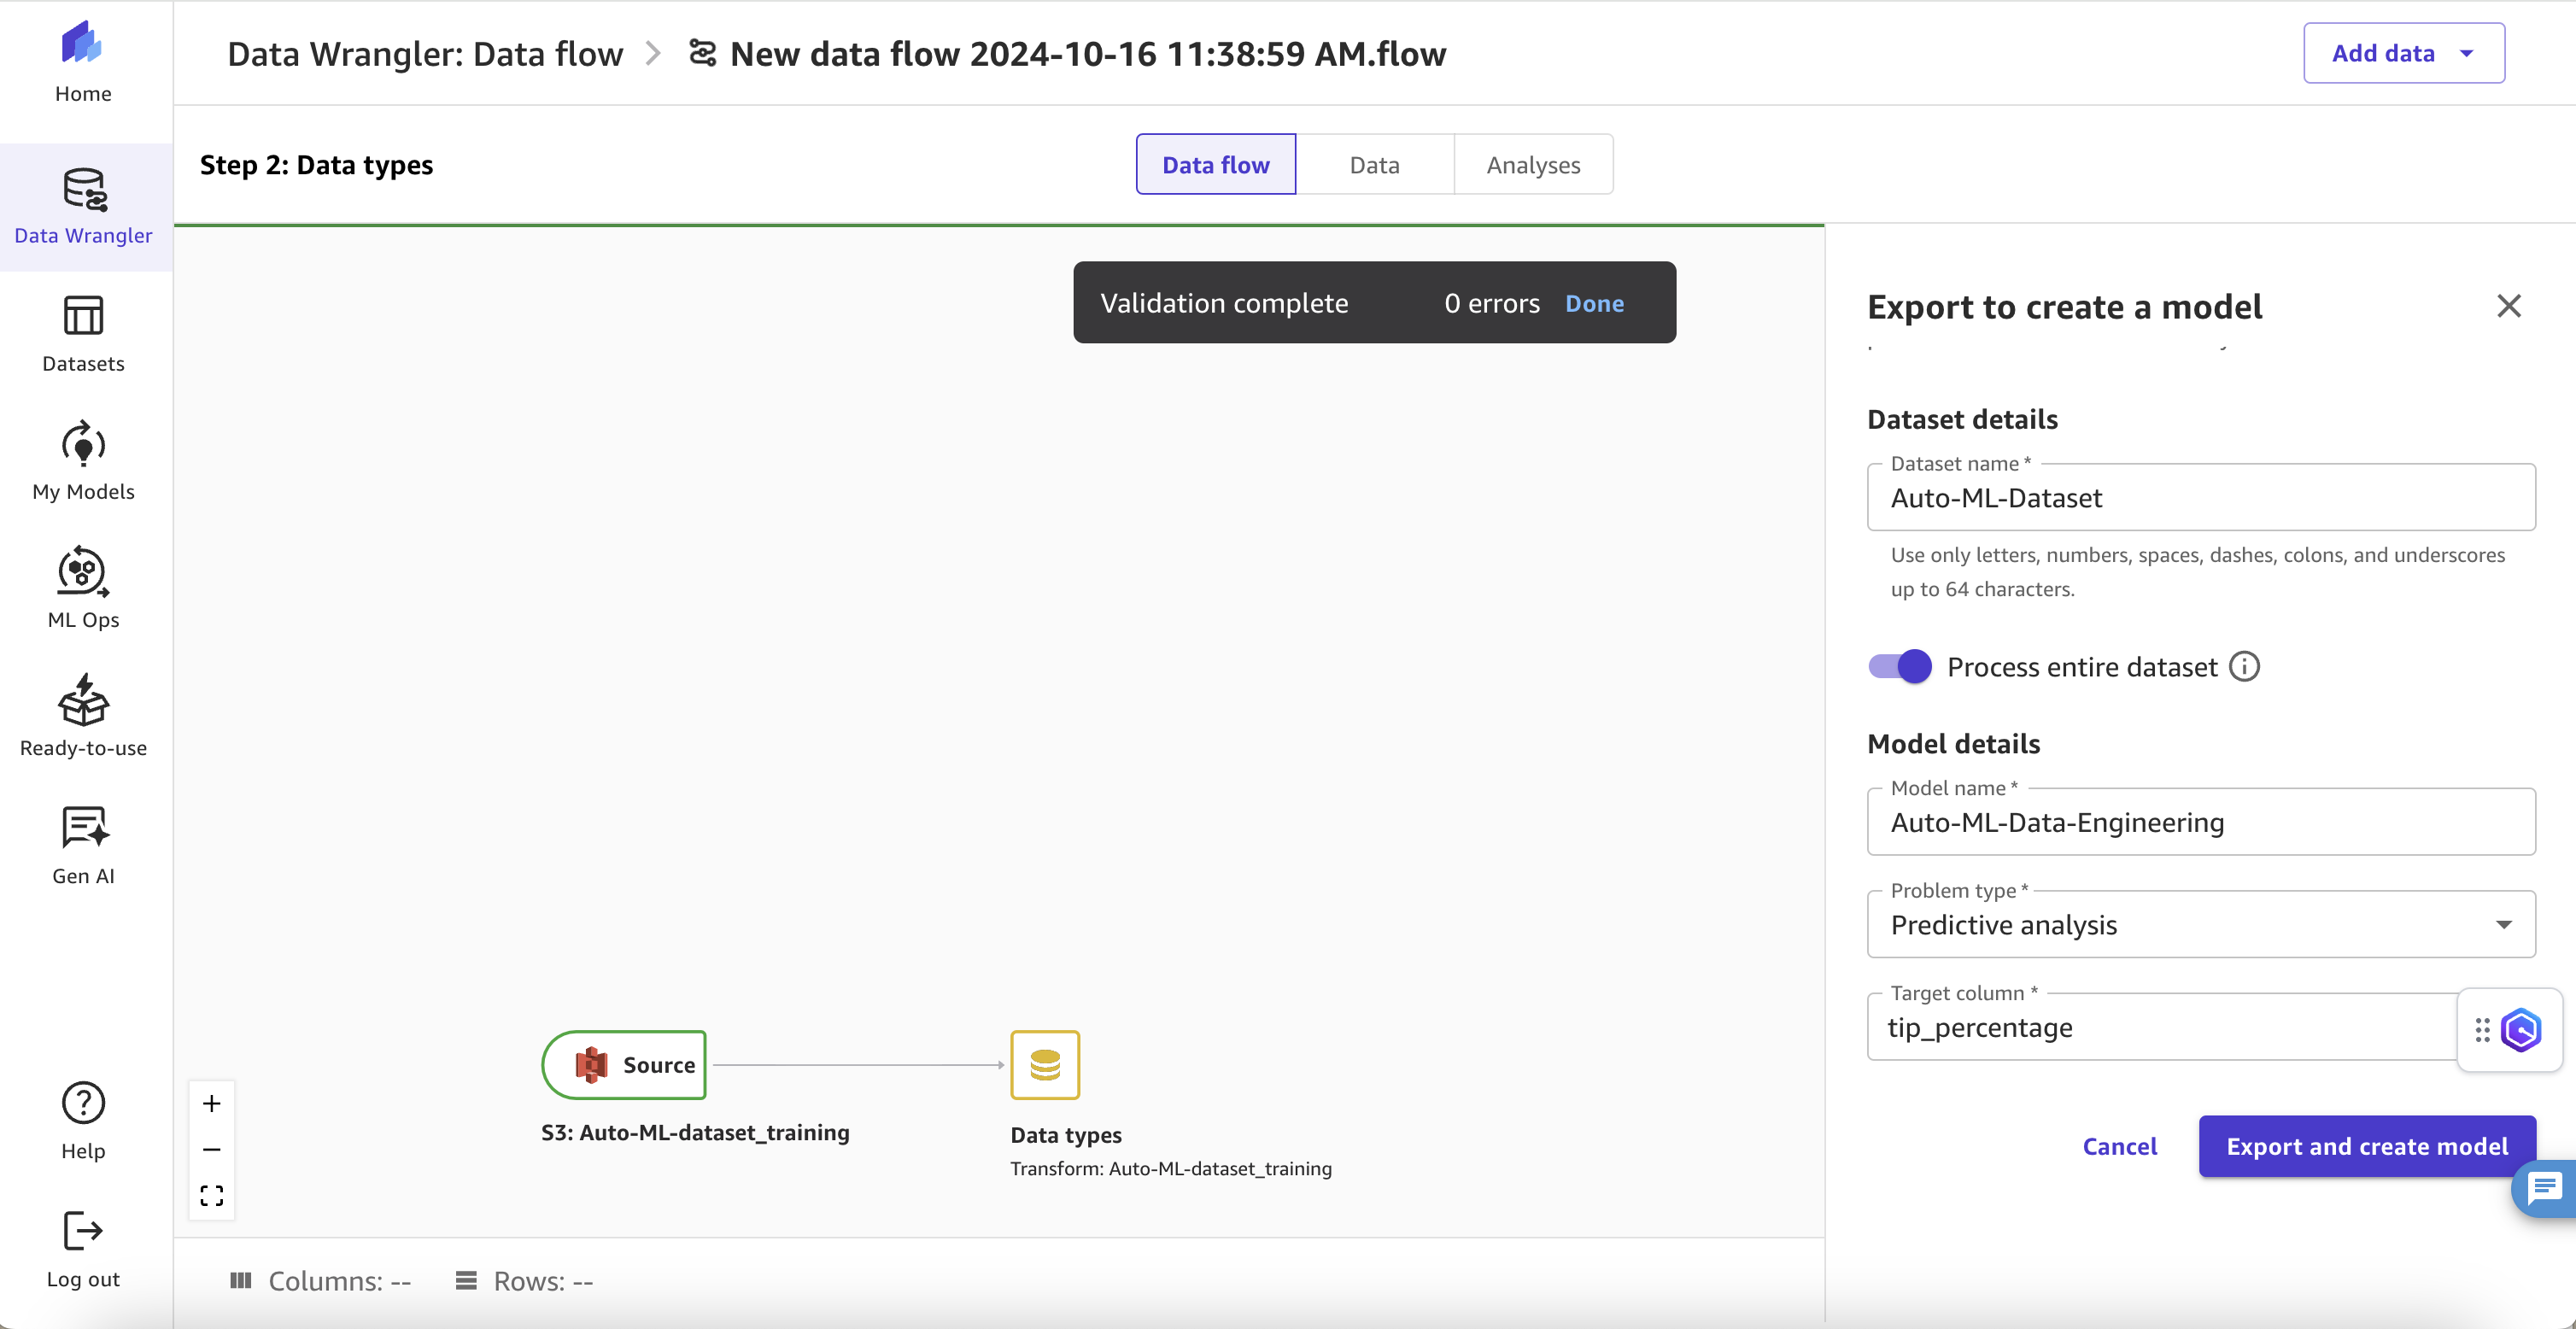 Home
Data Wrangler
Datasets
My Models
ML Ops
Ready-to-use
Gen AI
Help
Log out
Data Wrangler: Data flow
New data flow 2024-10-16 11:38:59 AM.flow
Add data
Step 2: Data types
Data flow
Data
Analyses
Validation complete
0 errors
Done
Source
S3: Auto-ML-dataset_training
Data types
Transform: Auto-ML-dataset_training
Columns: --
Rows: --
Export to create a model
Dataset details
Dataset name *
Auto-ML-Dataset
Use only letters, numbers, spaces, dashes, colons, and underscores
up to 64 characters.
Process entire dataset
Model details
Model name *
Auto-ML-Data-Engineering
Problem type *
Predictive analysis
Target column *
tip_percentage
Cancel
Export and create model